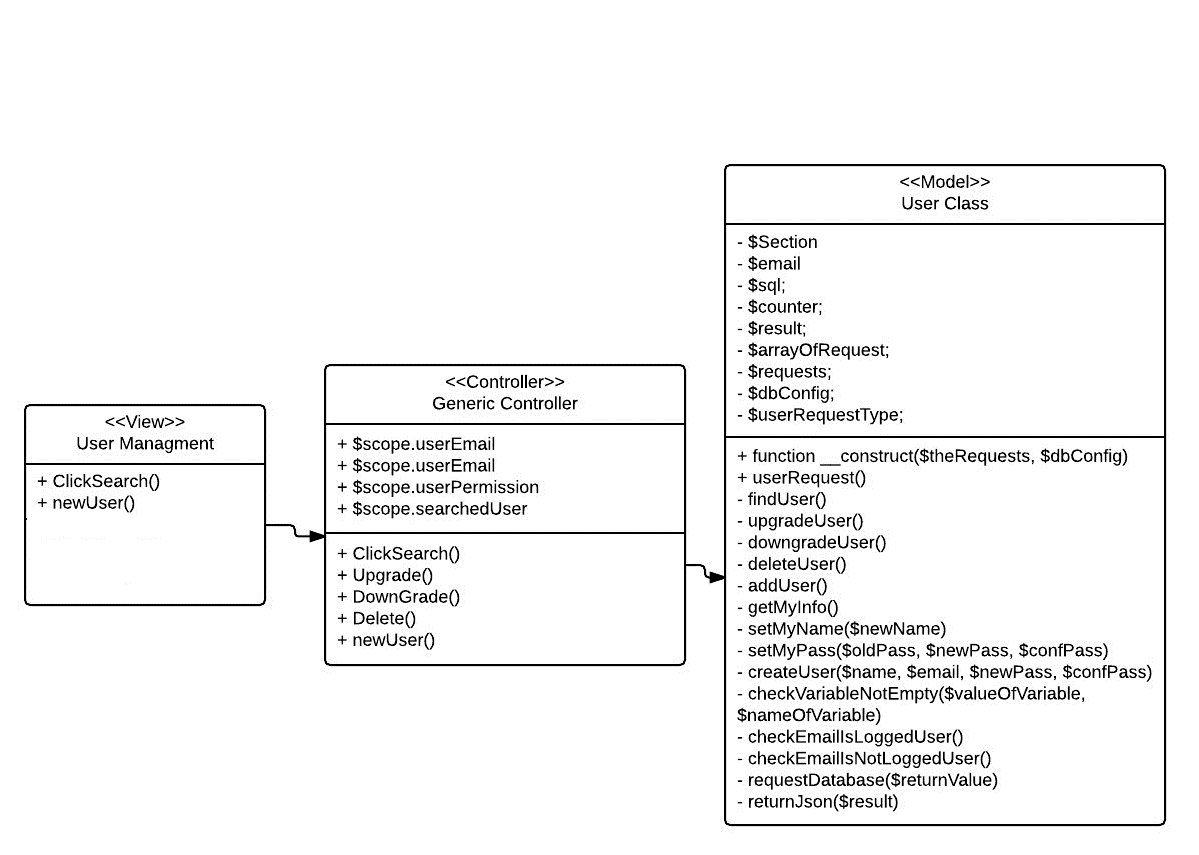 <<View>>
User Managment
+ ClickSearch()
+ newUser()
<<Controller>>
Generic Controller
+ $scope.userEmail
+ $scope.userEmail
+ $scope.userPermission
+ $scope.searchedUser
+ ClickSearch()
+ Upgrade()
+ DownGrade()
+ Delete()
+ newUser()
<<Model>>
User Class
- $Section
- $email
- $sql;
- $counter;
- $result;
- $arrayOfRequest;
- $requests;
- $dbConfig;
- $userRequestType;
+ function __construct($theRequests, $dbConfig)
+ userRequest()
- findUser()
- upgradeUser()
- downgradeUser()
- deleteUser()
- addUser()
- getMyInfo()
- setMyName($newName)
- setMyPass($oldPass, $newPass, $confPass)
- createUser($name, $email, $newPass, $confPass)
- checkVariableNotEmpty($valueOfVariable,
$nameOfVariable)
- checkEmailIsLoggedUser()
- checkEmailIsNotLoggedUser()
- requestDatabase($returnValue)
- returnJson($result)